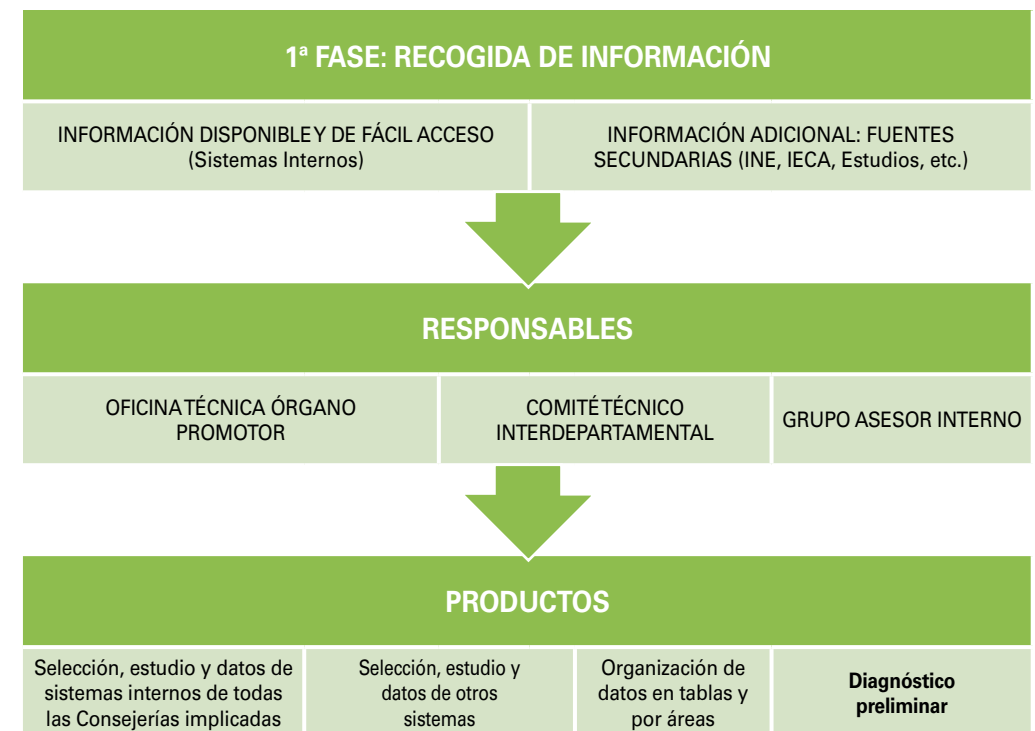 1ª FASE: RECOGIDA DE INFORMACIÓN
INFORMACIÓN DISPONIBLE Y DE FÁCIL ACCESO
(Sistemas Internos)
INFORMACIÓN ADICIONAL: FUENTES
SECUNDARIAS (INE, IECA, Estudios, etc.)
RESPONSABLES
OFICINA TÉCNICA ÓRGANO
PROMOTOR
COMITÉ TÉCNICO
INTERDEPARTAMENTAL
GRUPO ASESOR INTERNO
PRODUCTOS
Selección, estudio y datos de
sistemas internos de todas
las Consejerías implicadas
Selección, estudio y
datos de otros
sistemas
Organización de
datos en tablas y
por áreas
Diagnóstico
preliminar